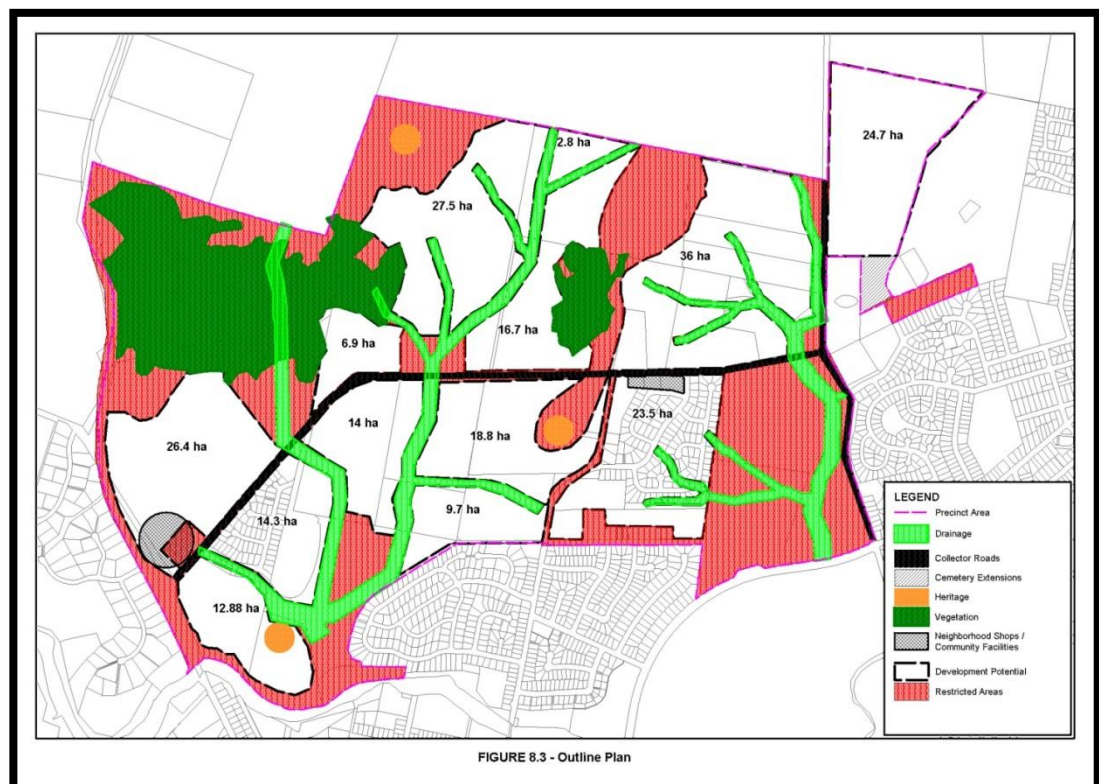 24.7 ha
2.8 ha
27.5 ha
36 ha
16.7 ha
6.9 ha
23.5 ha
14 ha
18.8 ha
26.4 ha
9.7 ha
14.3 ha
12.88 ha
LEGEND
Precinct Area
Drainage
Collector Roads
Cemetery Extensions
Heritage
Vegetation
Neighborhood Shops /
Community Facilities
Development Potential
Restricted Areas
FIGURE 8.3 - Outline Plan